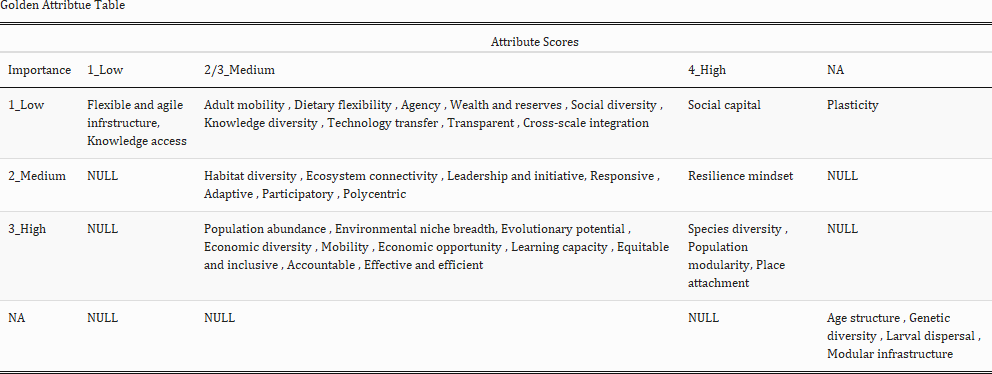 Golden Attribtue Table
Attribute Scores
Importance 1_Low 2/3_Medium 4_High NA
1_Low Flexible and agile infrstructure, Knowledge access Adult mobility , Dietary flexibility , Agency , Wealth and reserves , Social diversity , Knowledge diversity , Technology transfer , Transparent , Cross-scale integration Social capital Plasticity
2_Medium NULL Habitat diversity , Ecosystem connectivity , Leadership and initiative, Responsive , Adaptive , Participatory , Polycentric Resilience mindset NULL
3_High NULL Population abundance , Environmental niche breadth, Evolutionary potential , Economic diversity , Mobility , Economic opportunity , Learning capacity , Equitable and inclusive , Accountable , Effective and efficient Species diversity , Population modularity, Place attachment NULL
NA NULL NULL NULL Age structure , Genetic diversity , Larval dispersal , Modular infrastructure